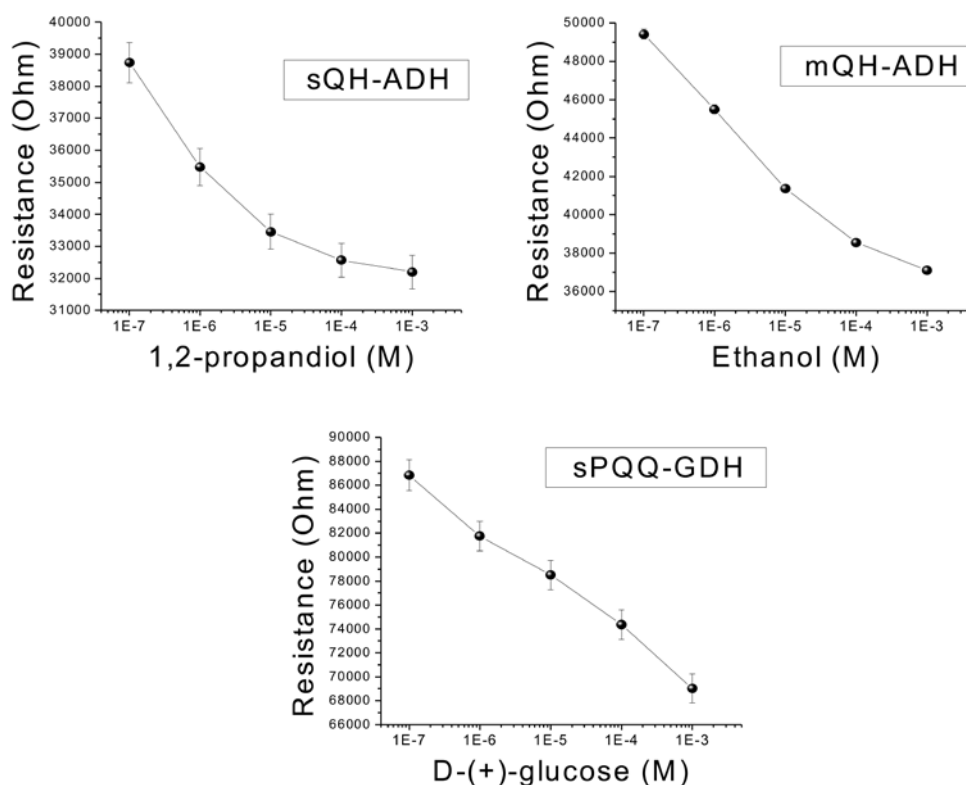 40000
39000
38000
37000
36000
35000
34000
33000
32000
31000
Resistance (Ohm)
sQH-ADH
1E-7 1E-6 1E-5 1E-4 1E-3
1,2-propandiol (M)
50000
48000
46000
44000
42000
40000
38000
36000
Resistance (Ohm)
mQH-ADH
1E-7 1E-6 1E-5 1E-4 1E-3
Ethanol (M)
90000
88000
86000
84000
82000
80000
78000
76000
74000
72000
70000
68000
66000
Resistance (Ohm)
sPQQ-GDH
1E-7 1E-6 1E-5 1E-4 1E-3
D-(+)-glucose (M)